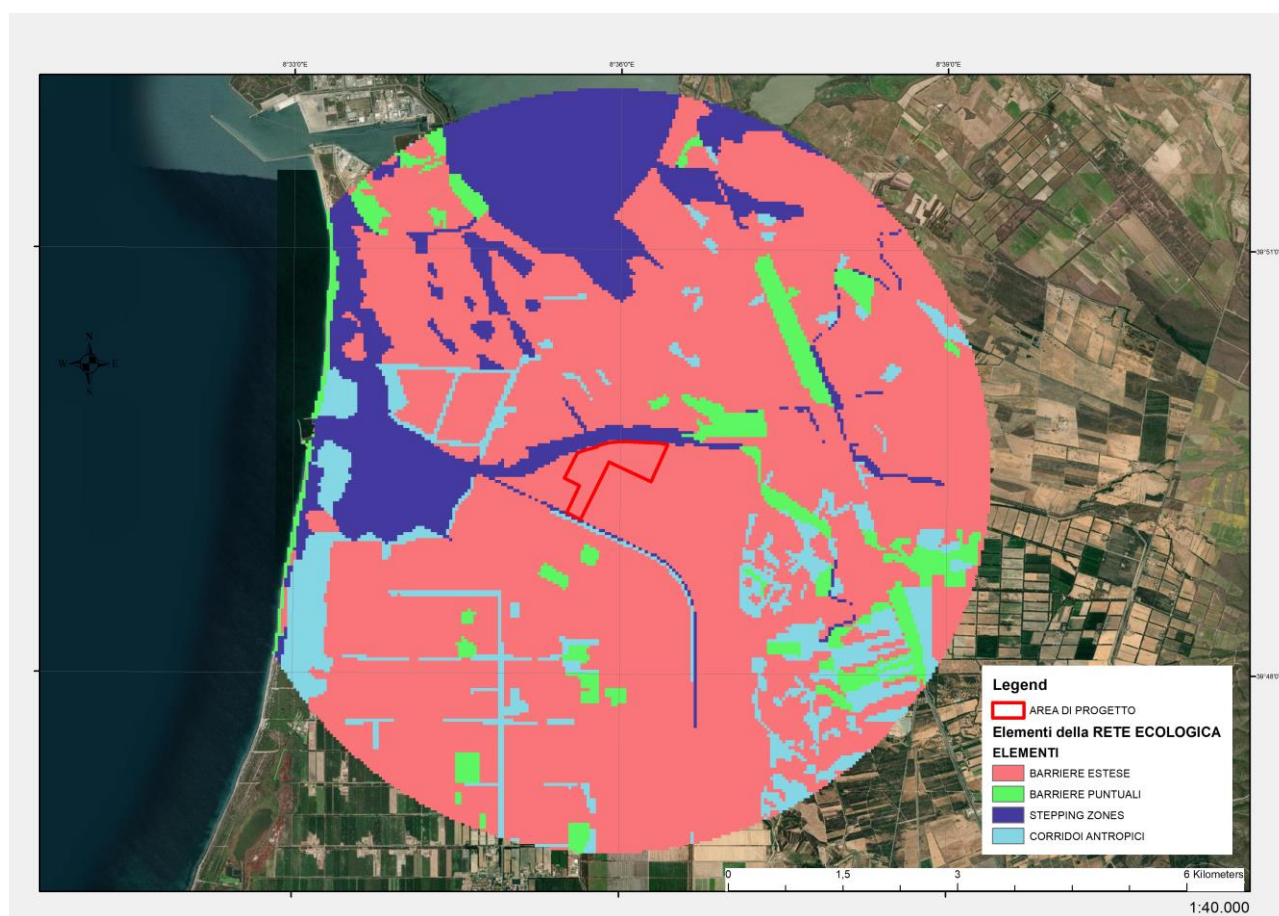 8°33'0"E
8°36'0"E
8°39'0"E
39°51'0
N
W
E
S
39°48'0
Legend
AREA DI PROGETTO
Elementi della RETE ECOLOGICA
ELEMENTI
BARRIERE ESTESE
BARRIERE PUNTUALI
STEPPING ZONES
CORRIDOI ANTROPICI
0 1,5 3 6 Kilometers
1:40.000